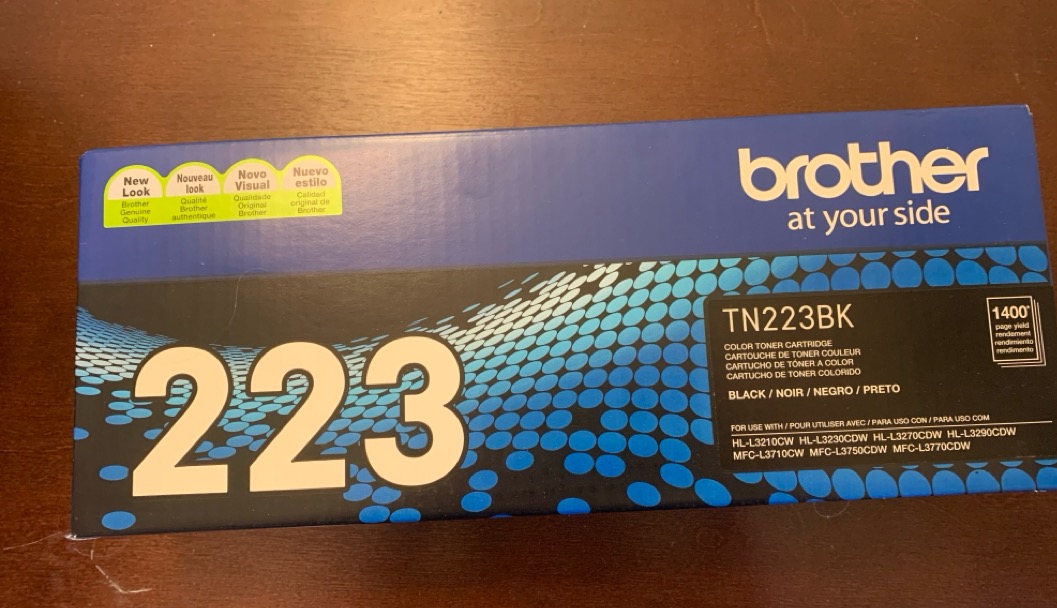 New Look
Brother Genuine Quality
Nouveau look
Qualité Brother authentique
Novo Visual
Qualidade Original Brother
Nuevo estilo
Calidad original de Brother
brother
at your side
223
TN223BK
COLOR TONER CARTRIDGE
CARTOUCHE DE TONER COULEUR
CARTUCHO DE TÓNER A COLOR
CARTUCHO DE TONER COLORIDO
BLACK / NOIR / NEGRO / PRETO
1400*
page yield
rendement
rendimiento
rendimento
FOR USE WITH / POUR UTILISER AVEC / PARA USO CON / PARA USO COM
HL-L3210CW HL-L3230CDW HL-L3270CDW HL-L3290CDW
MFC-L3710CW MFC-L3750CDW MFC-L3770CDW